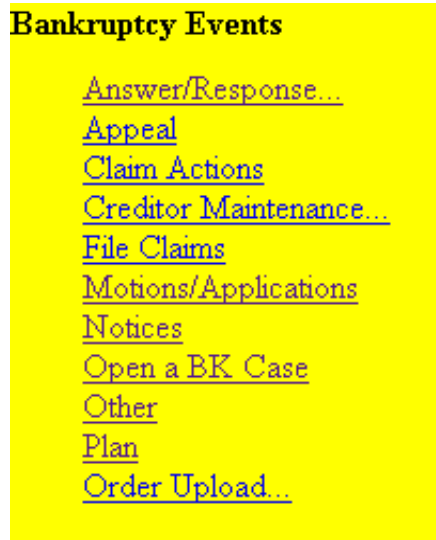 Bankruptcy Events
Answer/Response...
Appeal
Claim Actions
Creditor Maintenance...
File Claims
Motions/Applications
Notices
Open a BK Case
Other
Plan
Order Upload...